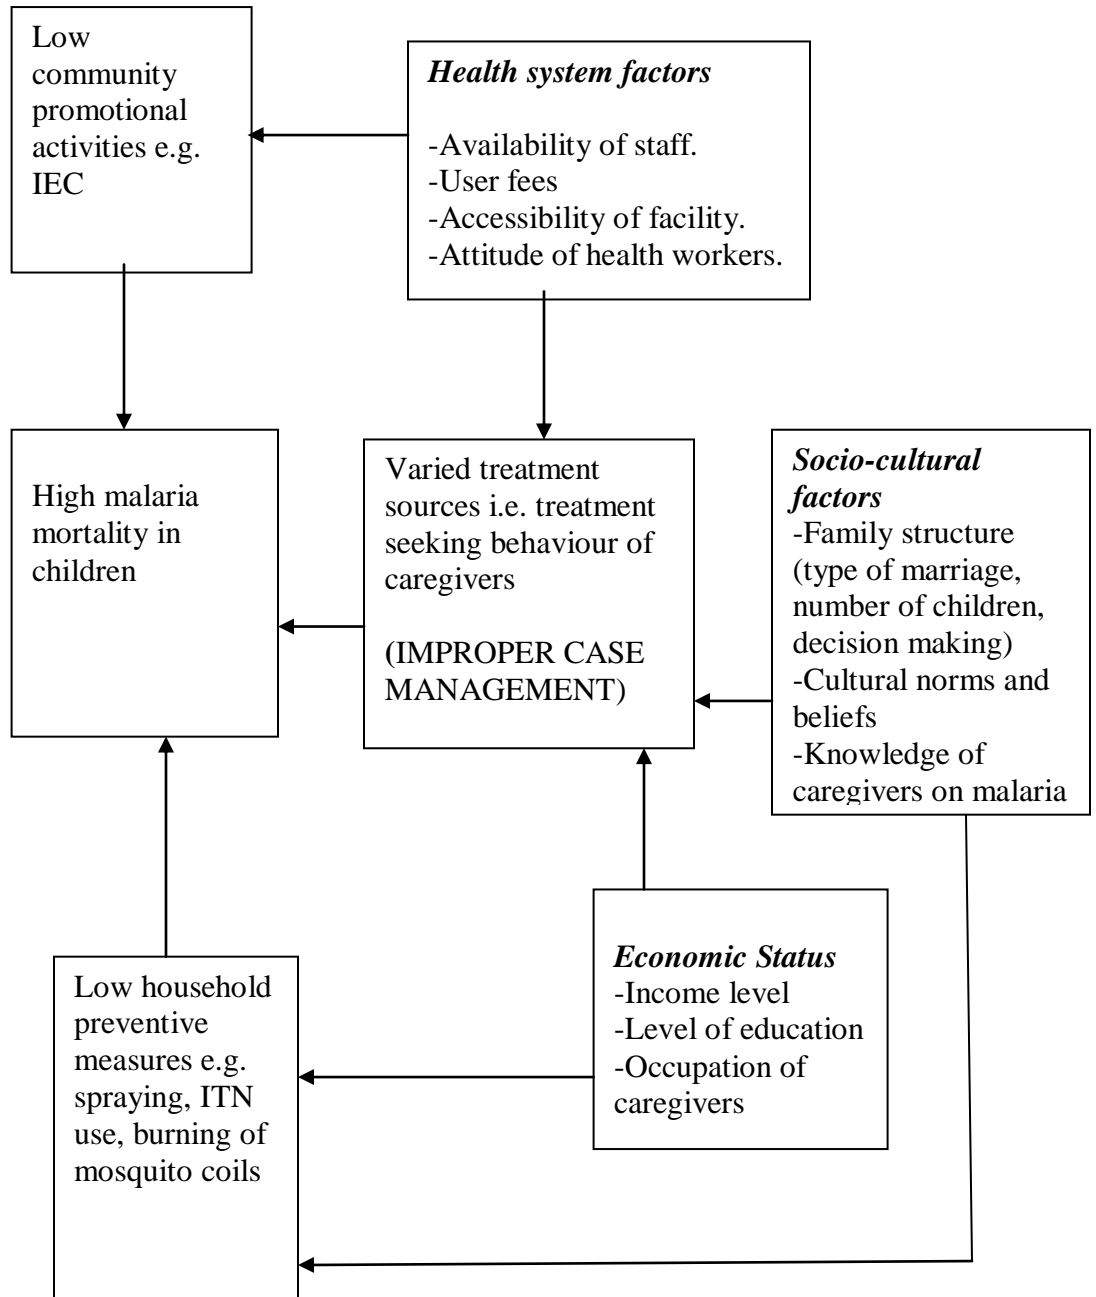 Low
community
promotional
activities e.g.
IEC
Health system factors
-Availability of staff.
-User fees
-Accessibility of facility.
-Attitude of health workers.
High malaria
mortality in
children
Varied treatment
sources i.e. treatment
seeking behaviour of
caregivers
(IMPROPER CASE
MANAGEMENT)
Socio-cultural
factors
-Family structure
(type of marriage,
number of children,
decision making)
-Cultural norms and
beliefs
-Knowledge of
caregivers on malaria
Economic Status
-Income level
-Level of education
-Occupation of
caregivers
Low household
preventive
measures e.g.
spraying, ITN
use, burning of
mosquito coils